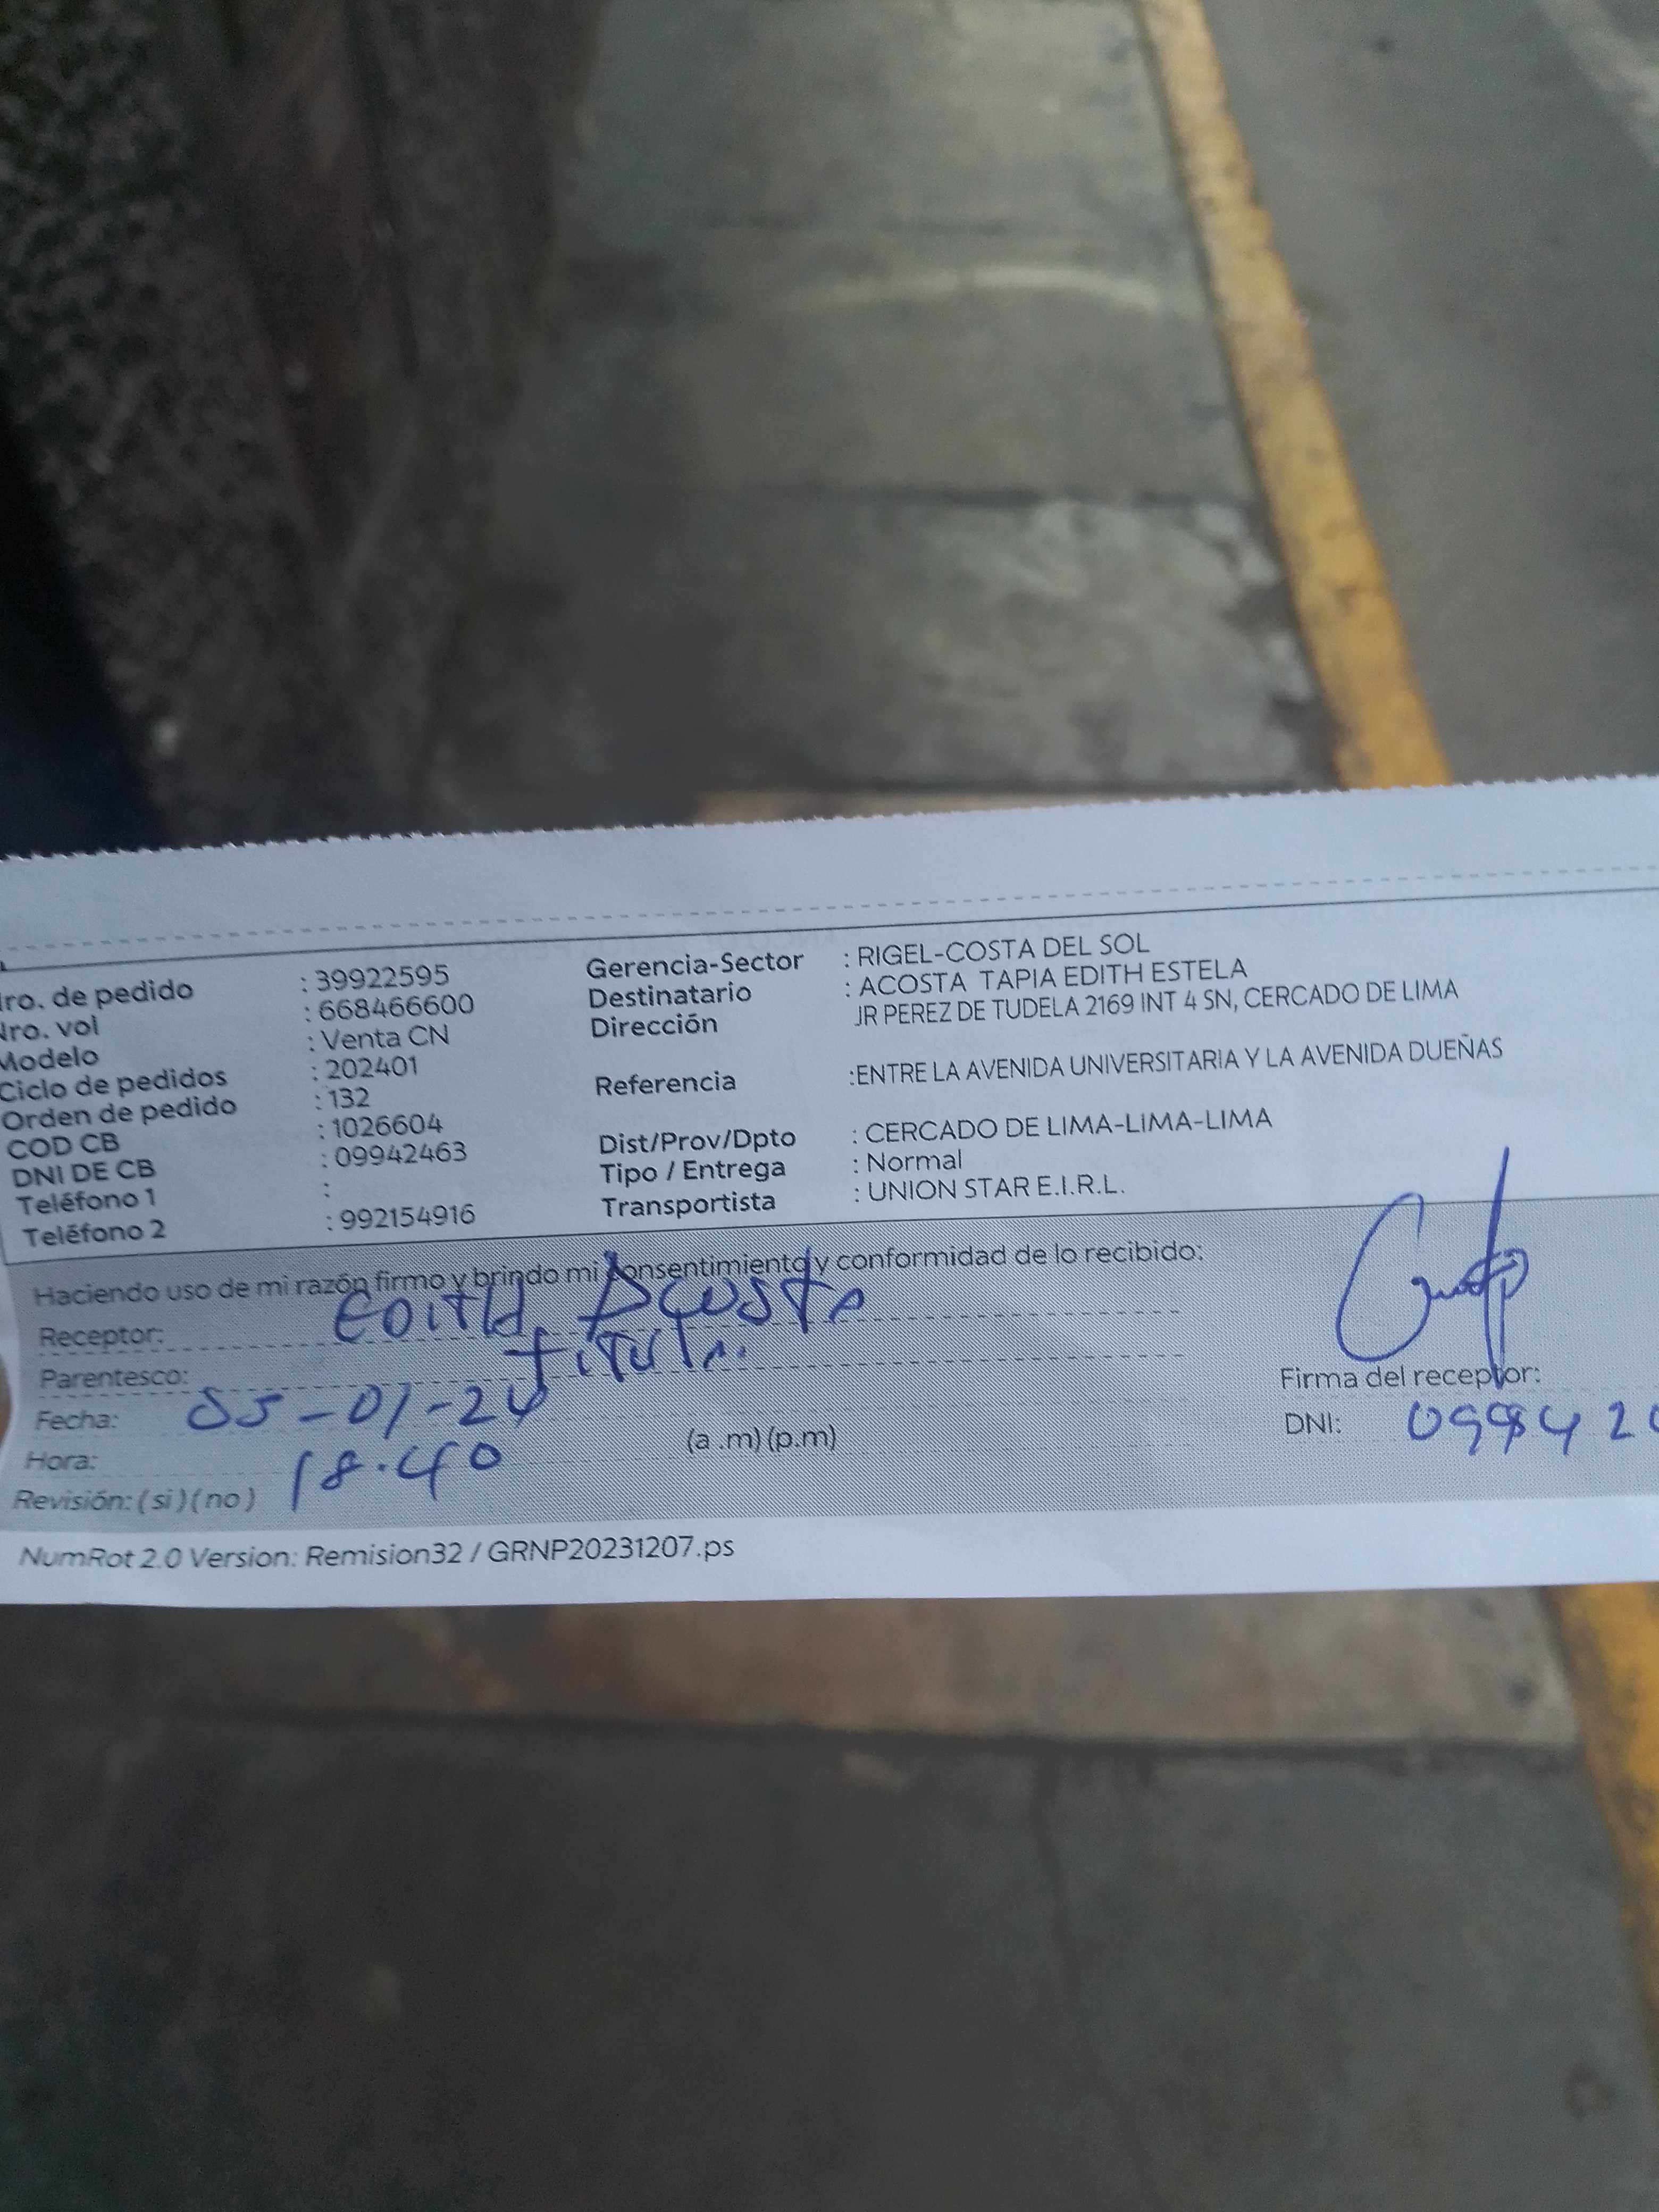 ro. de pedido : 39922595
Nro. vol : 668466600
Modelo : Venta CN
Ciclo de pedidos : 202401
Orden de pedido : 132
COD CB : 1026604
DNI DE CB : 09942463
Teléfono 1 :
Teléfono 2 : 992154916
Gerencia-Sector : RIGEL-COSTA DEL SOL
Destinatario : ACOSTA TAPIA EDITH ESTELA
Dirección JR PEREZ DE TUDELA 2169 INT 4 SN, CERCADO DE LIMA
Referencia :ENTRE LA AVENIDA UNIVERSITARIA Y LA AVENIDA DUEÑAS
Dist/Prov/Dpto : CERCADO DE LIMA-LIMA-LIMA
Tipo / Entrega : Normal
Transportista : UNION STAR E.I.R.L.
Haciendo uso de mi razón firmo y brindo mi consentimiento y conformidad de lo recibido:
Receptor: EDITH Acosta
Parentesco:
Fecha: 05-01-24
Hora: 18.40 (a .m) (p.m)
Revisión: ( si ) ( no )
Firma del receptor:
DNI:
NumRot 2.0 Version: Remision32 / GRNP20231207.ps